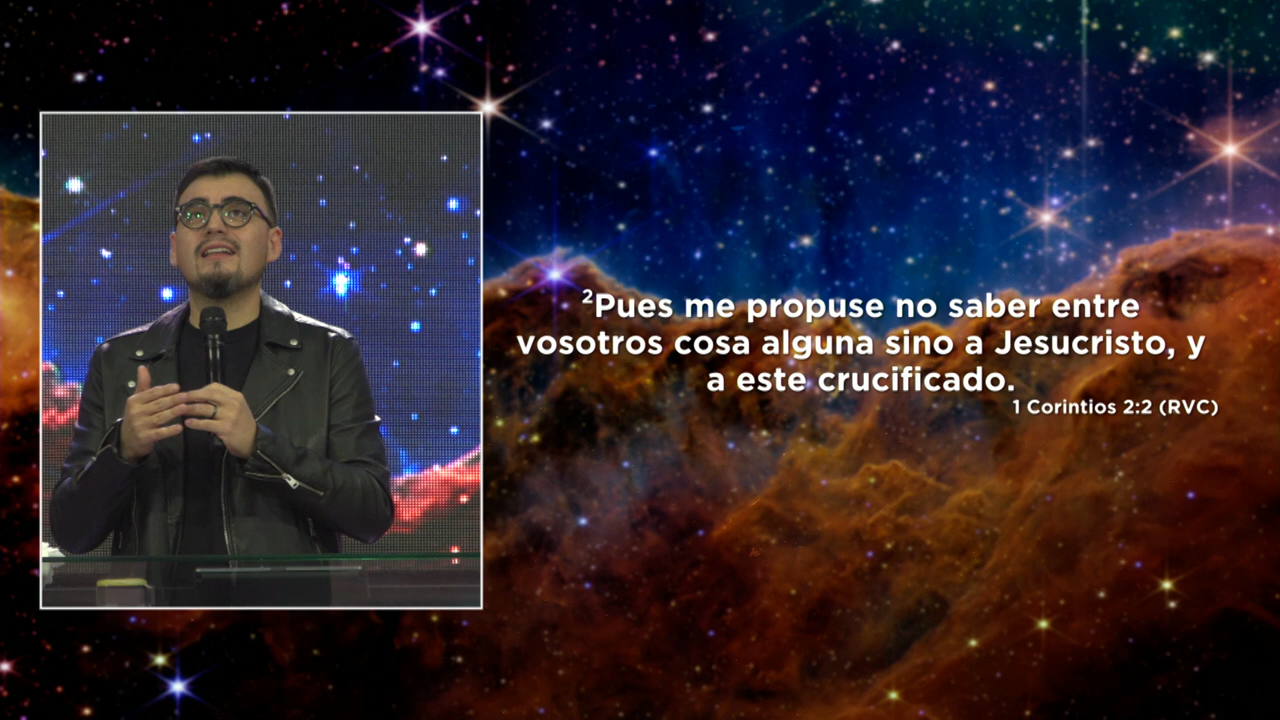 ²Pues me propuse no saber entre
vosotros cosa alguna sino a Jesucristo, y
a este crucificado.
1 Corintios 2:2 (RVC)